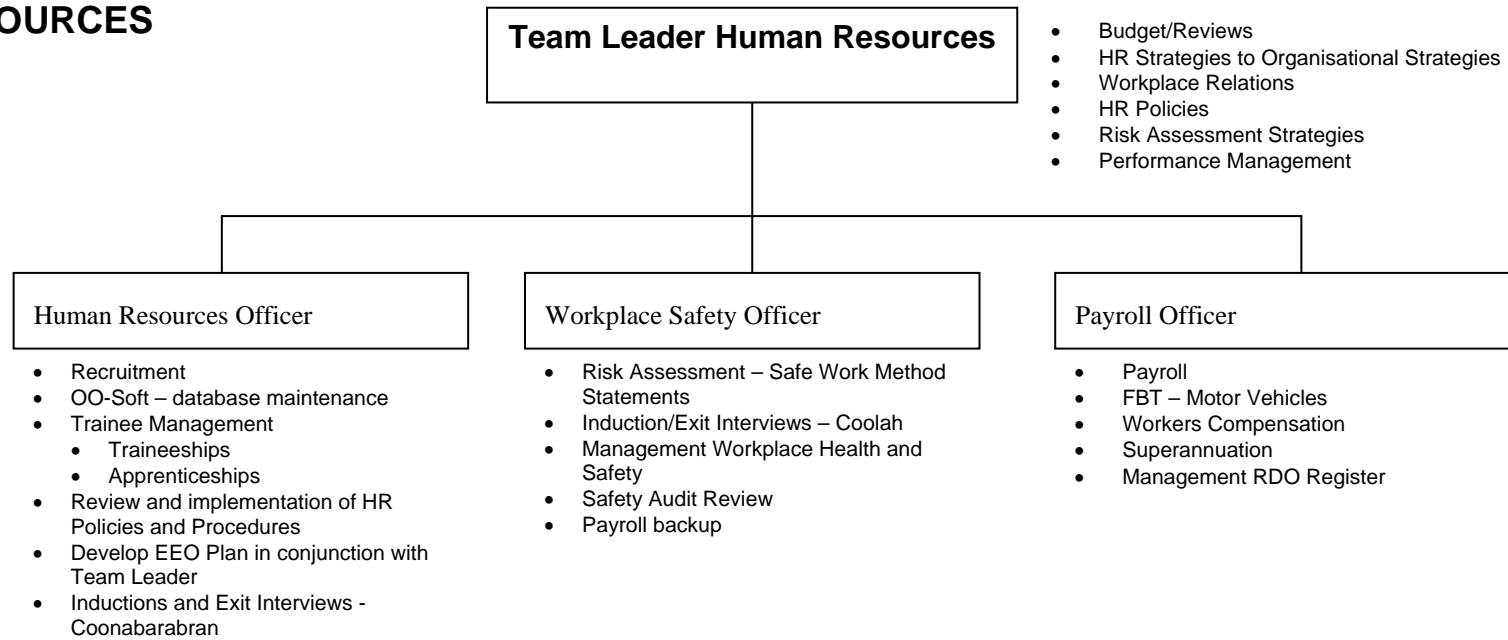 OURCES
Team Leader Human Resources
• Budget/Reviews
• HR Strategies to Organisational Strategies
• Workplace Relations
• HR Policies
• Risk Assessment Strategies
• Performance Management
Human Resources Officer
• Recruitment
• OO-Soft – database maintenance
• Trainee Management
• Traineeships
• Apprenticeships
• Review and implementation of HR
Policies and Procedures
• Develop EEO Plan in conjunction with
Team Leader
• Inductions and Exit Interviews -
Coonabarabran
Workplace Safety Officer
• Risk Assessment – Safe Work Method
Statements
• Induction/Exit Interviews – Coolah
• Management Workplace Health and
Safety
• Safety Audit Review
• Payroll backup
Payroll Officer
• Payroll
• FBT – Motor Vehicles
• Workers Compensation
• Superannuation
• Management RDO Register